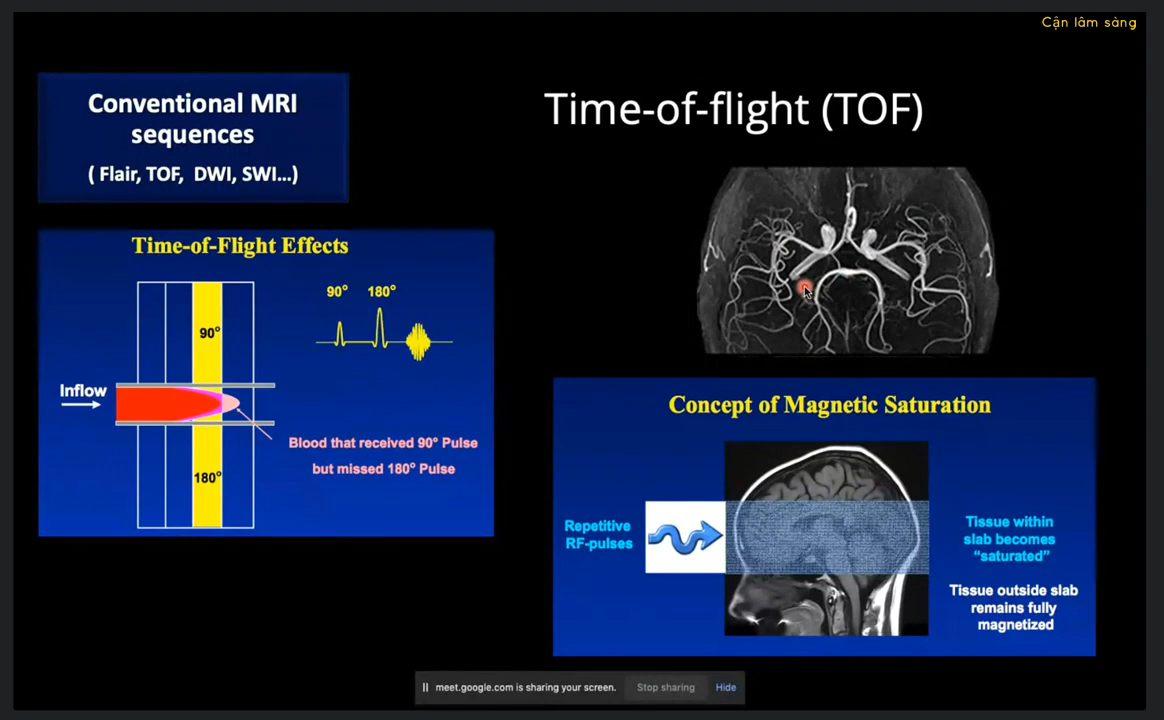 Cận lâm sàng
Conventional MRI
sequences
( Flair, TOF, DWI, SWI...)
Time-of-flight (TOF)
Time-of-Flight Effects
90° 180°
90°
Inflow
Blood that received 90° Pulse
but missed 180° Pulse
180°
Concept of Magnetic Saturation
Repetitive
RF-pulses
Tissue within
slab becomes
“saturated”
Tissue outside slab
remains fully
magnetized
meet.google.com is sharing your screen. Stop sharing Hide